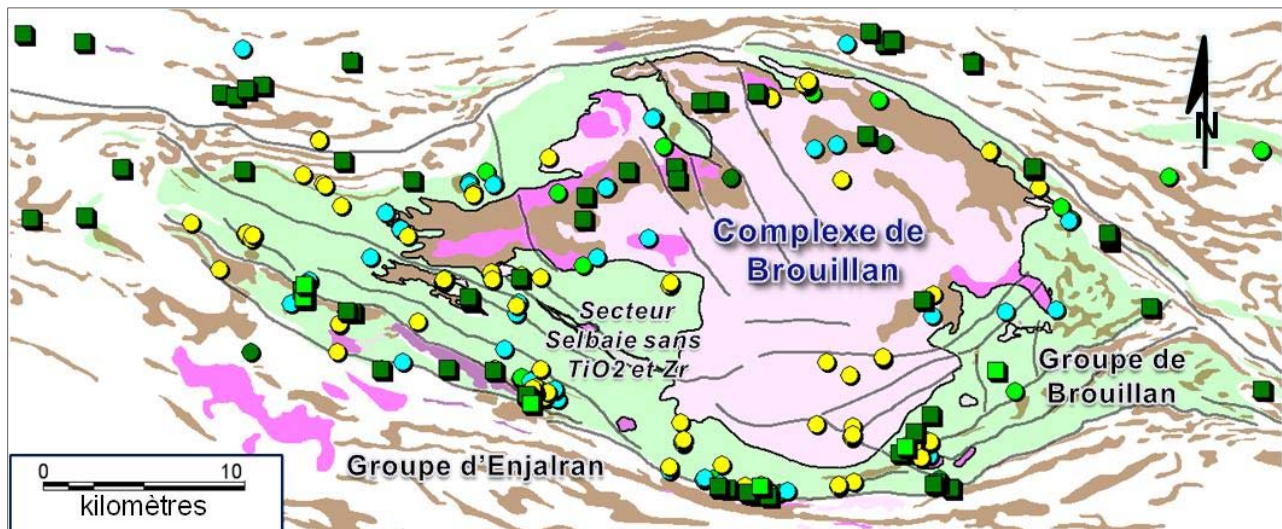 N
Complexe de
Brouillan
Secteur
Selbaie sans
TiO2 et Zr
Groupe de
Brouillan
Groupe d'Enjalran
0 10
kilomètres